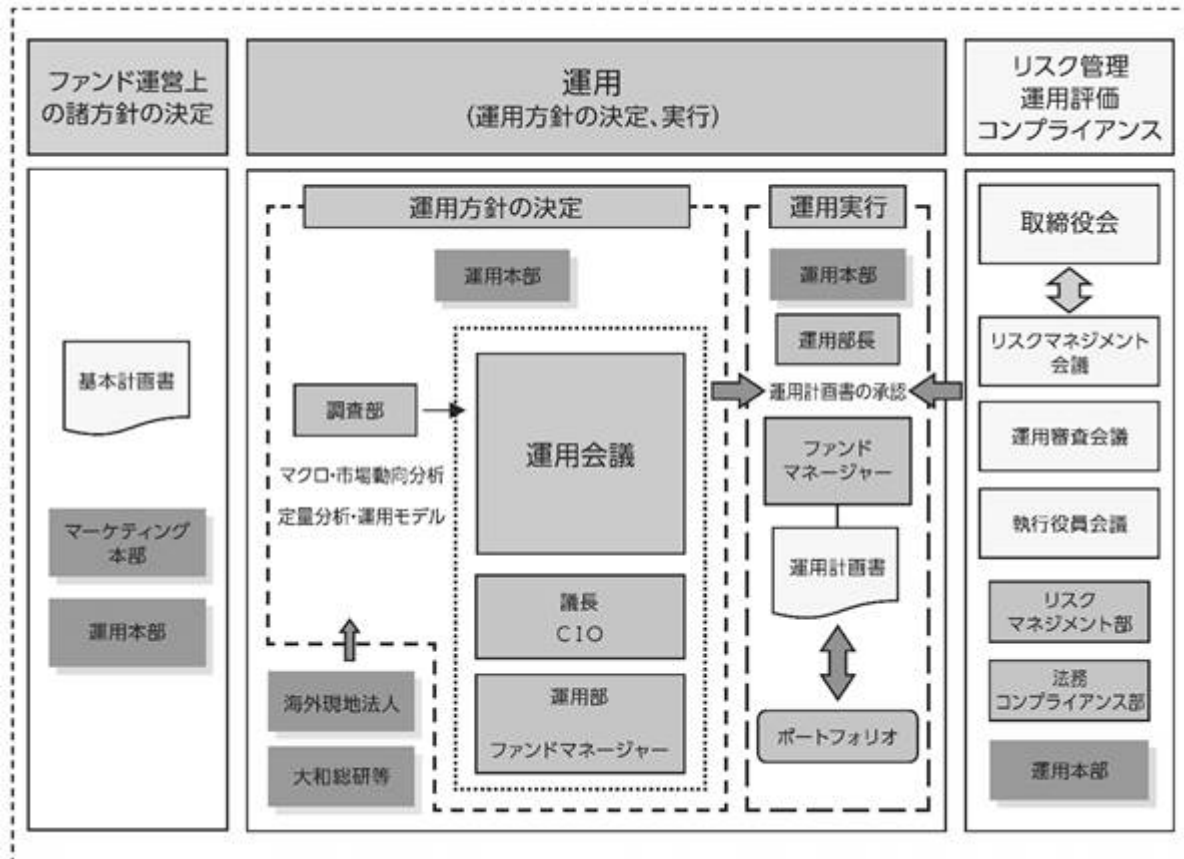 ファンド運営上
の諸方針の決定
運用
(運用方針の決定、実行)
リスク管理
運用評価
コンプライアンス
基本計画書
マーケティング
本部
運用本部
運用方針の決定
運用本部
調査部
マクロ・市場動向分析
定量分析・運用モデル
海外現地法人
大和総研等
運用会議
議長
CIO
運用部
ファンドマネージャー
運用実行
運用本部
運用部長
運用計画書の承認
ファンド
マネージャー
運用計画書
ポートフォリオ
取締役会
リスクマネジメント
会議
運用審査会議
執行役員会議
リスク
マネジメント部
法務
コンプライアンス部
運用本部